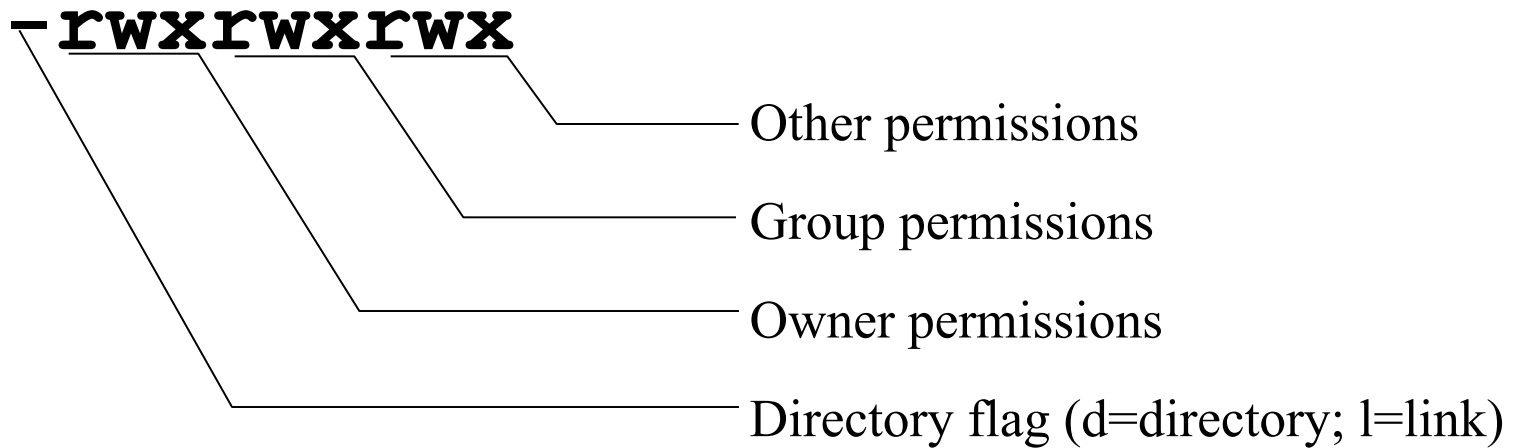 -rwxrwxrwx
Other permissions
Group permissions
Owner permissions
Directory flag (d=directory; l=link)